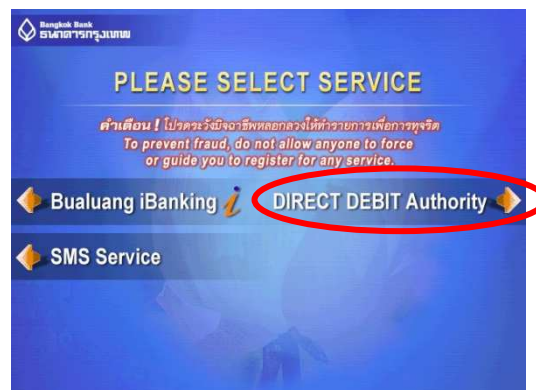 Bangkok Bank
ธนาคารกรุงเทพ
PLEASE SELECT SERVICE
คำเตือน ! โปรดระวังมิจฉาชีพหลอกลวงให้ทำรายการเพื่อการทุจริต
To prevent fraud, do not allow anyone to force
or guide you to register for any service.
Bualuang iBanking i DIRECT DEBIT Authority
SMS Service